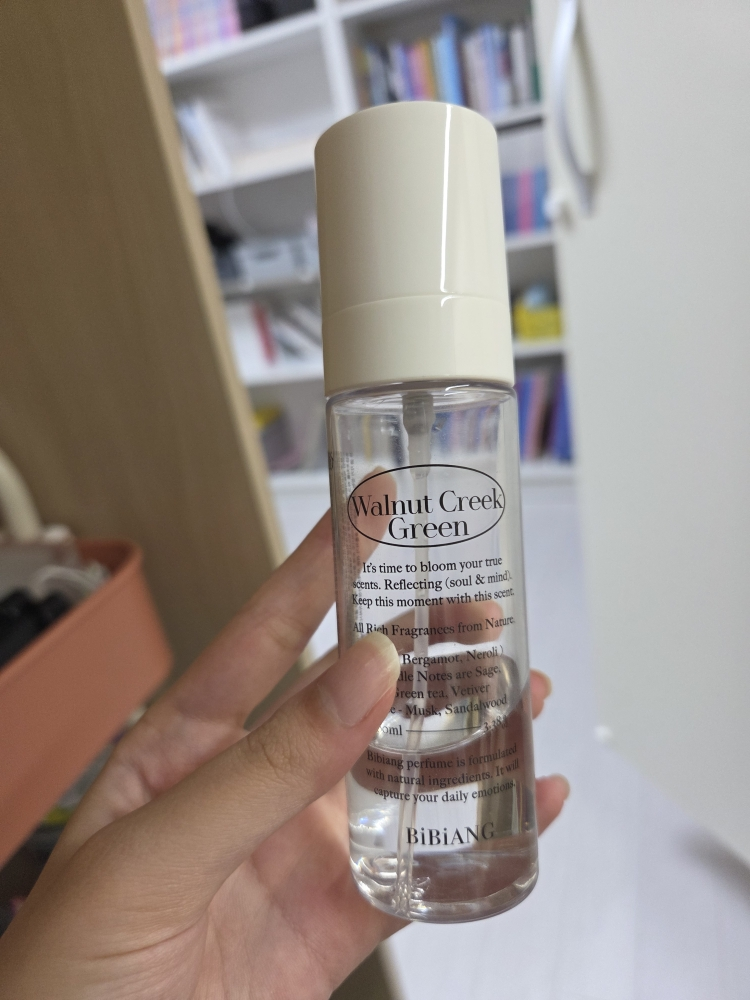 Walnut Creek
Green
It's time to bloom your true
scents. Reflecting (soul & mind).
Keep this moment with this scent.
All Rich Fragrances from Nature.
Bergamot, Neroli )
Notes are Sage,
Green tea, Vetiver
- Musk, Sandalwood
Bibiang perfume is formulated
with natural ingredients. It will
capture your daily emotions.
BiBiANG